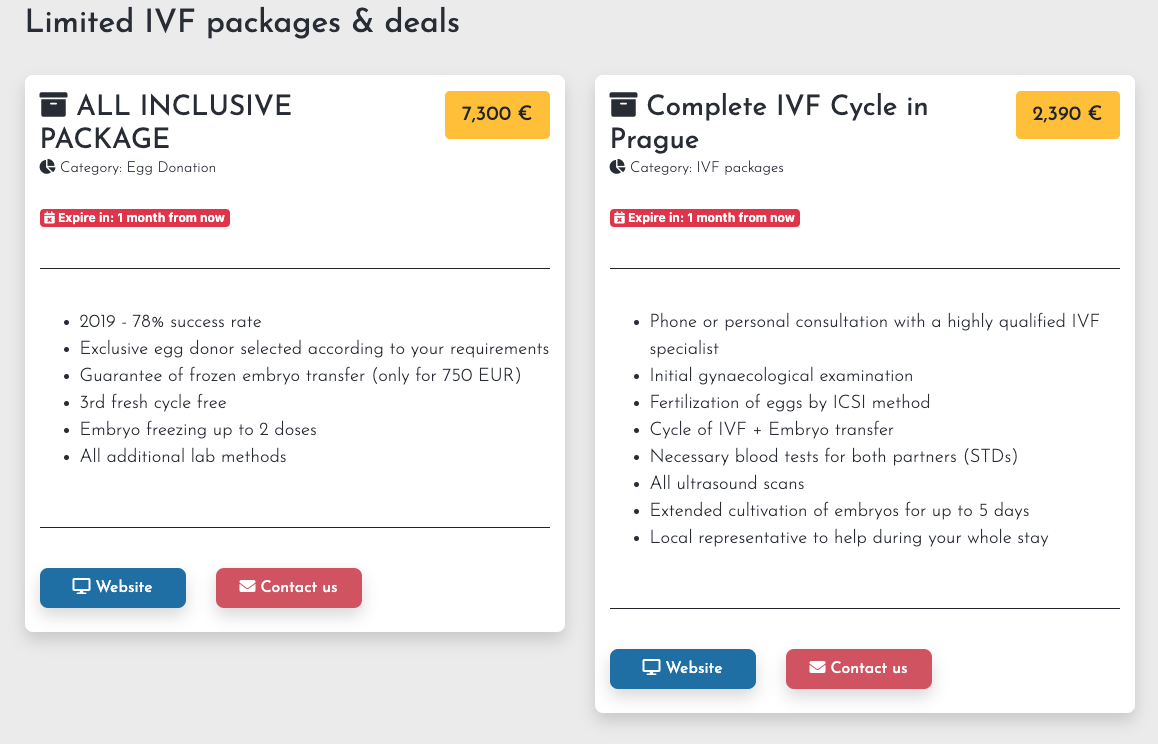 Limited IVF packages & deals
ALL INCLUSIVE
PACKAGE
7,300 €
Category: Egg Donation
Expire in: 1 month from now
2019 - 78% success rate
Exclusive egg donor selected according to your requirements
Guarantee of frozen embryo transfer (only for 750 EUR)
3rd fresh cycle free
Embryo freezing up to 2 doses
All additional lab methods
Website
Contact us
Complete IVF Cycle in
Prague
2,390 €
Category: IVF packages
Expire in: 1 month from now
Phone or personal consultation with a highly qualified IVF
specialist
Initial gynaecological examination
Fertilization of eggs by ICSI method
Cycle of IVF + Embryo transfer
Necessary blood tests for both partners (STDs)
All ultrasound scans
Extended cultivation of embryos for up to 5 days
Local representative to help during your whole stay
Website
Contact us